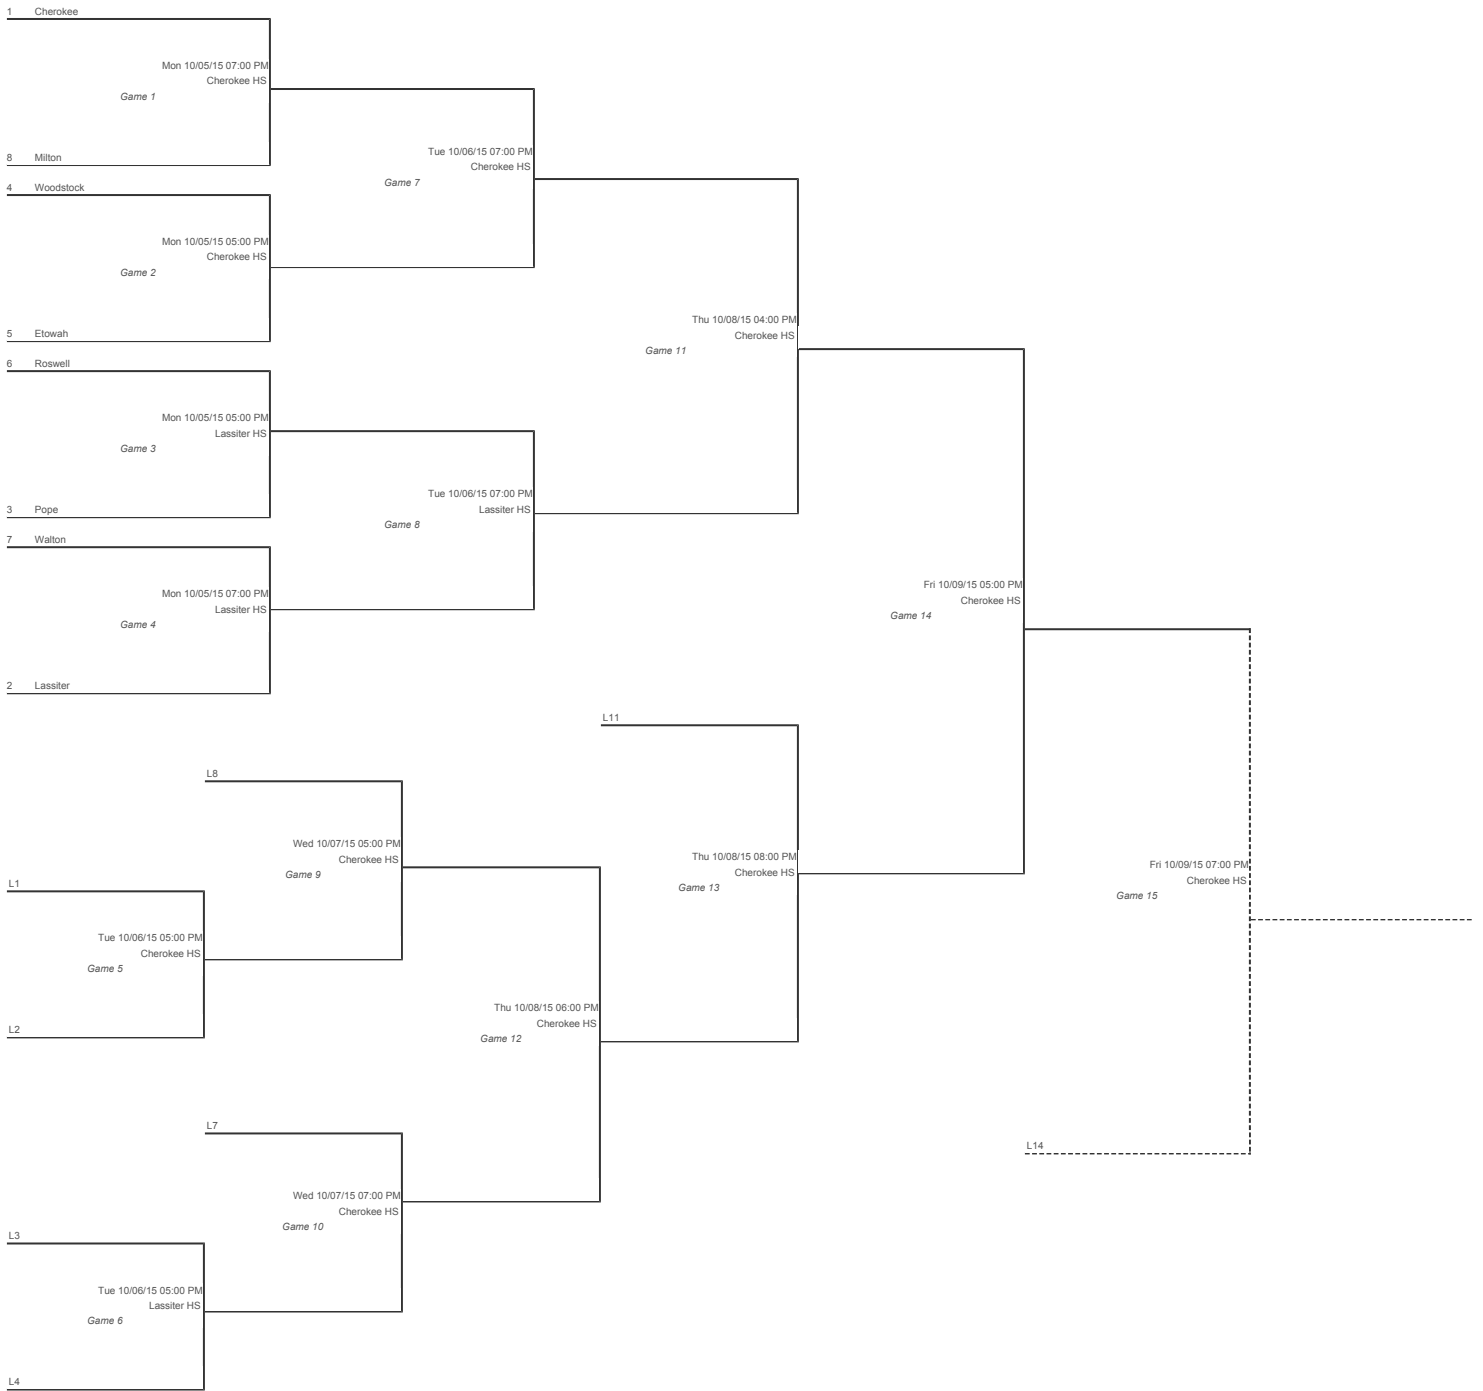 1 Cherokee
Mon 10/05/15 07:00 PM
Cherokee HS
Game 1
8 Milton
4 Woodstock
Mon 10/05/15 05:00 PM
Cherokee HS
Game 2
5 Etowah
6 Roswell
Mon 10/05/15 05:00 PM
Lassiter HS
Game 3
3 Pope
7 Walton
Mon 10/05/15 07:00 PM
Lassiter HS
Game 4
2 Lassiter
Tue 10/06/15 07:00 PM
Cherokee HS
Game 7
Tue 10/06/15 07:00 PM
Lassiter HS
Game 8
Thu 10/08/15 04:00 PM
Cherokee HS
Game 11
Fri 10/09/15 05:00 PM
Cherokee HS
Game 14
L11
L8
Wed 10/07/15 05:00 PM
Cherokee HS
Game 9
L1
Tue 10/06/15 05:00 PM
Cherokee HS
Game 5
L2
Thu 10/08/15 08:00 PM
Cherokee HS
Game 13
Thu 10/08/15 06:00 PM
Cherokee HS
Game 12
Fri 10/09/15 07:00 PM
Cherokee HS
Game 15
L7
L14
Wed 10/07/15 07:00 PM
Cherokee HS
Game 10
L3
Tue 10/06/15 05:00 PM
Lassiter HS
Game 6
L4